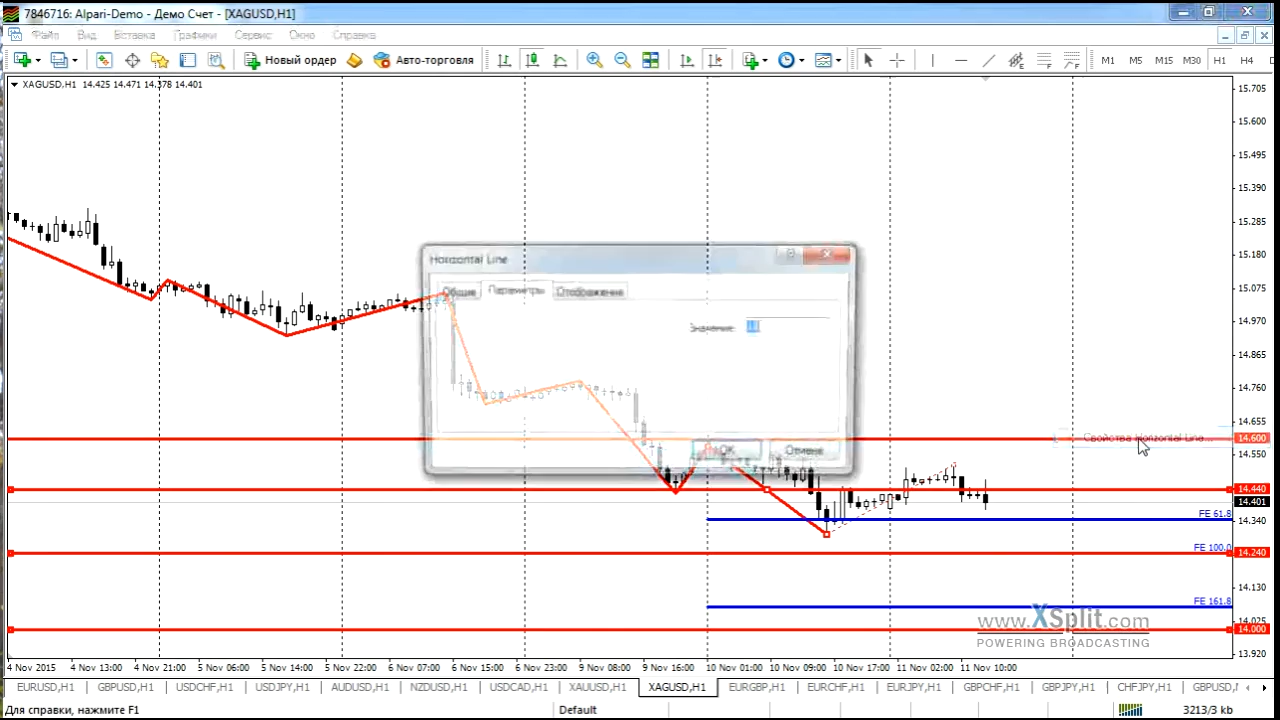 7846716: Alpari-Demo - Демо Счет - [XAGUSD,H1]
Файл Вид Вставка Графики Сервис Окно Справка
Новый ордер Авто-торговля M1 M5 M15 M30 H1 H4
XAGUSD,H1 14.425 14.471 14.378 14.401
15.705
15.600
15.495
15.390
15.285
15.180
15.075
14.970
14.865
14.760
14.655
14.600
14.550
14.440
14.401
14.340
14.240
14.130
14.025
14.000
13.920
Horizontal Line
Общие Параметры Отображение
Значение:
OK Отмена
Свойства Horizontal Line...
FE 61.8
FE 100.0
FE 161.8
www.XSplit.com
POWERING BROADCASTING
4 Nov 2015 4 Nov 13:00 4 Nov 21:00 5 Nov 06:00 5 Nov 14:00 5 Nov 22:00 6 Nov 07:00 6 Nov 15:00 6 Nov 23:00 9 Nov 08:00 9 Nov 16:00 10 Nov 01:00 10 Nov 09:00 10 Nov 17:00 11 Nov 02:00 11 Nov 10:00
EURUSD,H1 GBPUSD,H1 USDCHF,H1 USDJPY,H1 AUDUSD,H1 NZDUSD,H1 USDCAD,H1 XAUUSD,H1 XAGUSD,H1 EURGBP,H1 EURCHF,H1 EURJPY,H1 GBPCHF,H1 GBPJPY,H1 CHFJPY,H1
Для справки, нажмите F1 Default 3213/3 kb